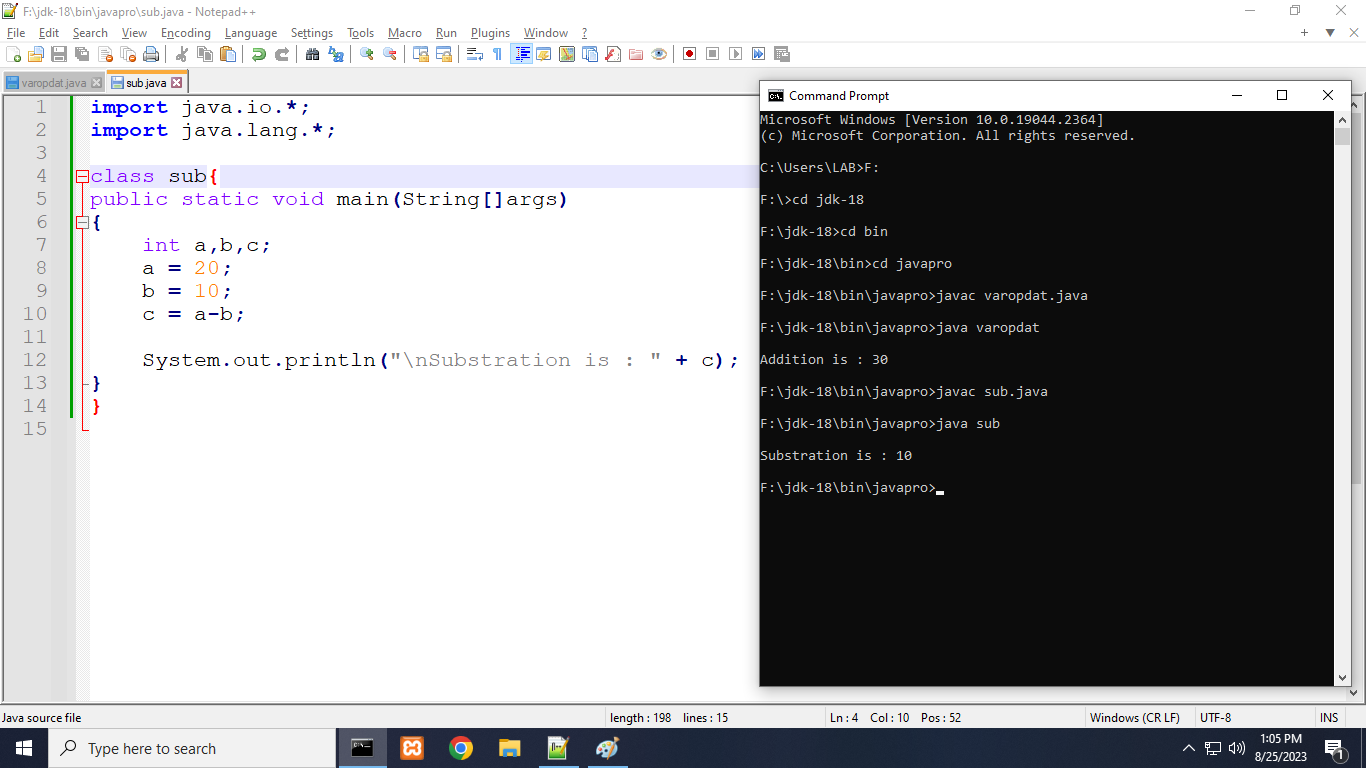 F:\jdk-18\bin\javapro\sub.java - Notepad++
File Edit Search View Encoding Language Settings Tools Macro Run Plugins Window ?
varopdat.java sub.java
1 import java.io.*;
2 import java.lang.*;
3
4 class sub{
5 public static void main(String[]args)
6 {
7 int a,b,c;
8 a = 20;
9 b = 10;
10 c = a-b;
11
12 System.out.println("\nSubstration is : " + c);
13 }
14 }
15
Command Prompt
Microsoft Windows [Version 10.0.19044.2364]
(c) Microsoft Corporation. All rights reserved.
C:\Users\LAB>F:
F:\>cd jdk-18
F:\jdk-18>cd bin
F:\jdk-18\bin>cd javapro
F:\jdk-18\bin\javapro>javac varopdat.java
F:\jdk-18\bin\javapro>java varopdat
Addition is : 30
F:\jdk-18\bin\javapro>javac sub.java
F:\jdk-18\bin\javapro>java sub
Substration is : 10
F:\jdk-18\bin\javapro>
Java source file length : 198 lines : 15 Ln : 4 Col : 10 Pos : 52 Windows (CR LF) UTF-8 INS
Type here to search
1:05 PM
8/25/2023
1